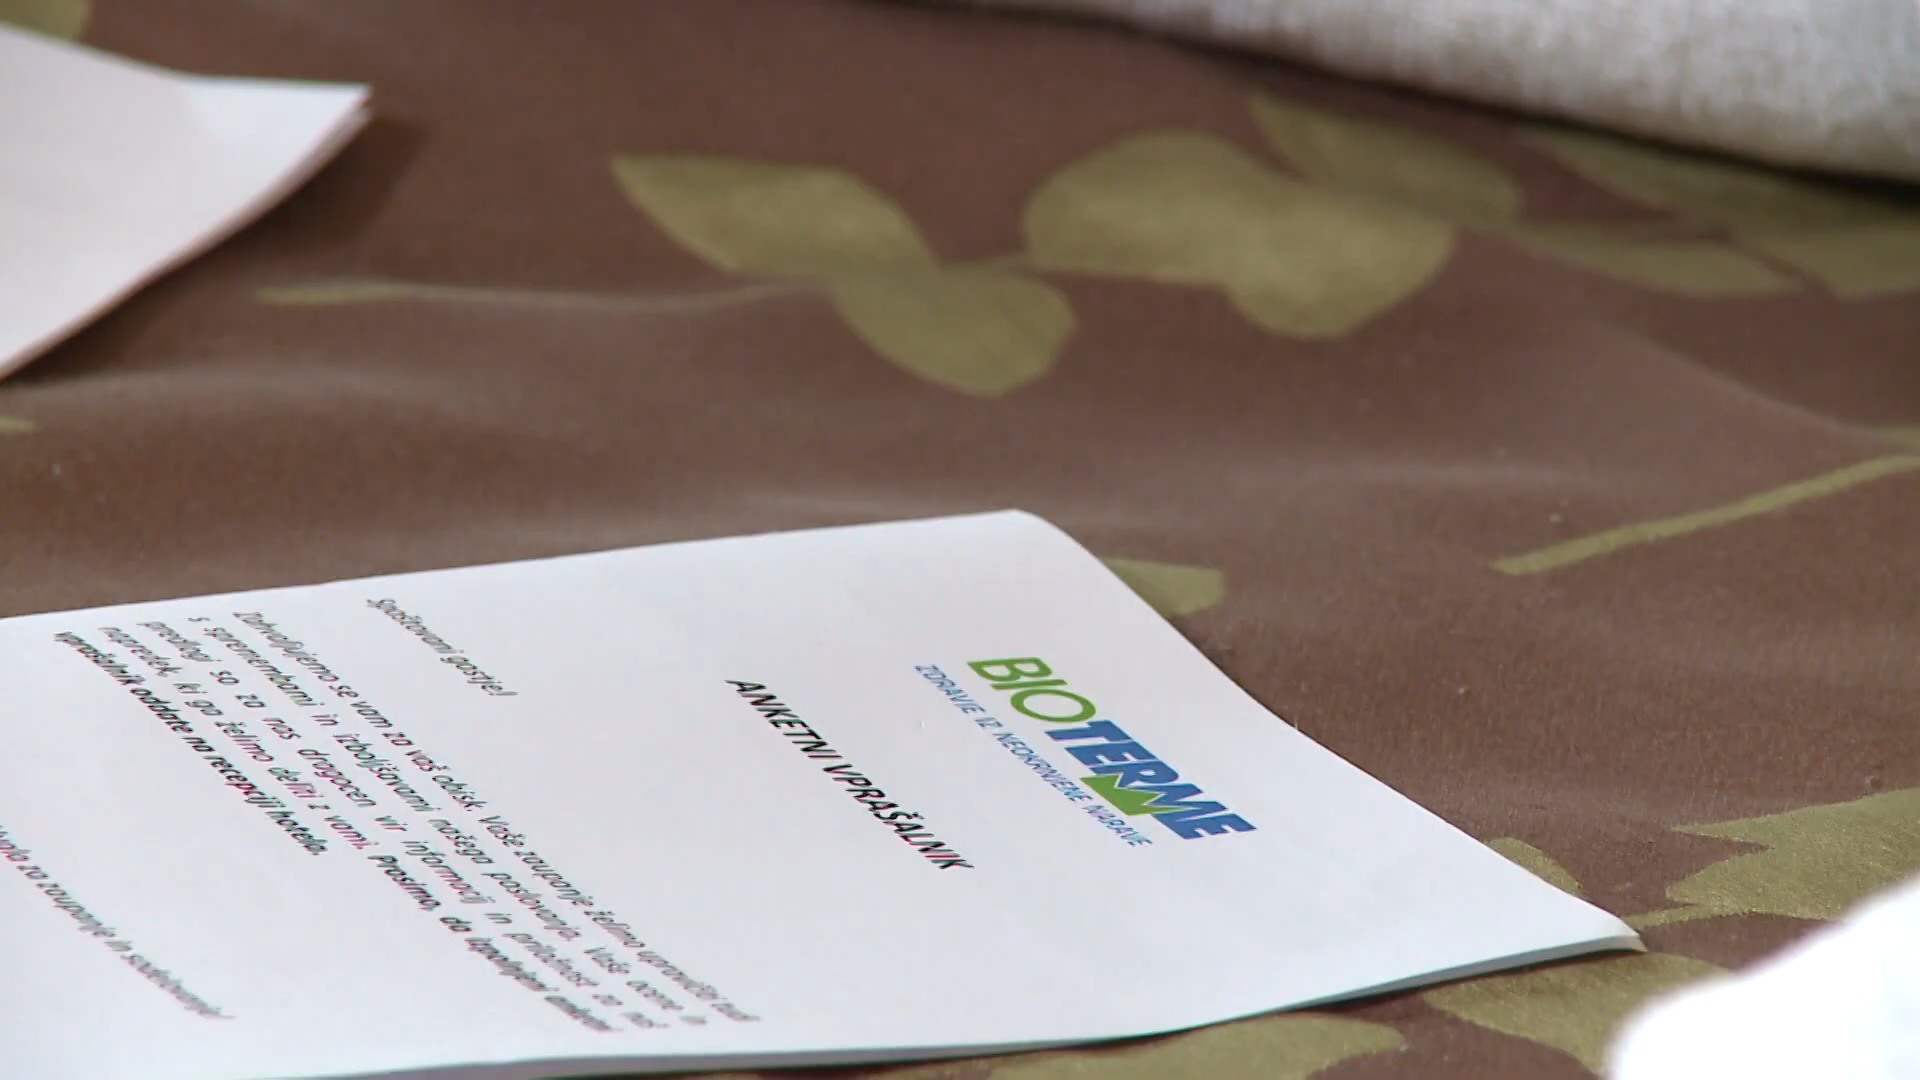 BIOTERME
ZDRAVJE IZ NEOKRNJENE NARAVE
ANKETNI VPRAŠALNIK
Spoštovani gostje!
Zahvaljujemo se vam za vaš obisk. Vaše zaupanje želimo upravičiti tudi
s spremembami in izboljšavami našega poslovanja. Vaše ocene in
predlogi so za nas dragocen vir informacij in priložnost za naš
napredek, ki ga želimo deliti z vami. Prosimo, da izpolnjeni anketni
vprašalnik oddate na recepciji hotela.
za zaupanje in sodelovanje!